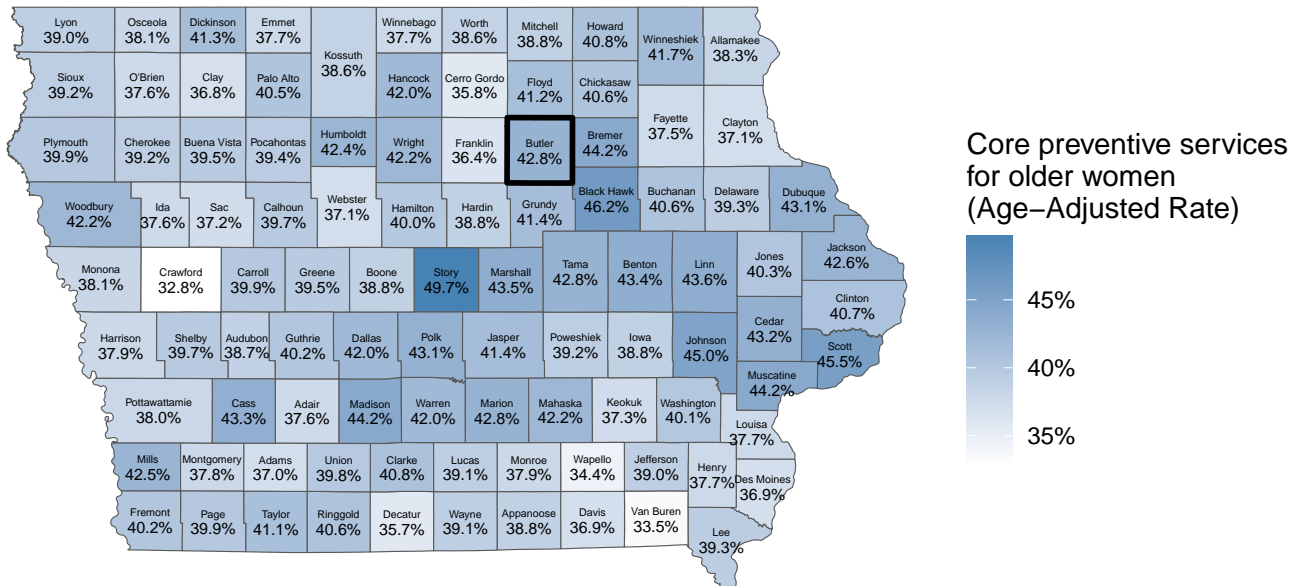 Lyon Osceola Dickinson Emmet Winnebago Worth Mitchell Howard Winneshiek Allamakee
39.0% 38.1% 41.3% 37.7% 37.7% 38.6% 38.8% 40.8% 41.7% 38.3%
Kossuth
38.6%
Sioux O'Brien Clay Palo Alto Hancock Cerro Gordo Floyd Chickasaw
39.2% 37.6% 36.8% 40.5% 42.0% 35.8% 41.2% 40.6%
Fayette Clayton
37.5% 37.1%
Plymouth Cherokee Buena Vista Pocahontas Humboldt Wright Franklin Butler Bremer
39.9% 39.2% 39.5% 39.4% 42.4% 42.2% 36.4% 42.8% 44.2%
Woodbury Ida Sac Calhoun Webster Hamilton Hardin Grundy Black Hawk Buchanan Delaware Dubuque
42.2% 37.6% 37.2% 39.7% 37.1% 40.0% 38.8% 41.4% 46.2% 40.6% 39.3% 43.1%
Monona Crawford Carroll Greene Boone Story Marshall Tama Benton Linn Jones Jackson
38.1% 32.8% 39.9% 39.5% 38.8% 49.7% 43.5% 42.8% 43.4% 43.6% 40.3% 42.6%
Clinton
40.7%
Harrison Shelby Audubon Guthrie Dallas Polk Jasper Poweshiek Iowa Johnson Cedar Scott
37.9% 39.7% 38.7% 40.2% 42.0% 43.1% 41.4% 39.2% 38.8% 45.0% 43.2% 45.5%
Muscatine
44.2%
Pottawattamie Cass Adair Madison Warren Marion Mahaska Keokuk Washington
38.0% 43.3% 37.6% 44.2% 42.0% 42.8% 42.2% 37.3% 40.1%
Louisa
37.7%
Mills Montgomery Adams Union Clarke Lucas Monroe Wapello Jefferson Henry Des Moines
42.5% 37.8% 37.0% 39.8% 40.8% 39.1% 37.9% 34.4% 39.0% 37.7% 36.9%
Fremont Page Taylor Ringgold Decatur Wayne Appanoose Davis Van Buren
40.2% 39.9% 41.1% 40.6% 35.7% 39.1% 38.8% 36.9% 33.5%
Lee
39.3%
Core preventive services
for older women
(Age−Adjusted Rate)
45%
40%
35%